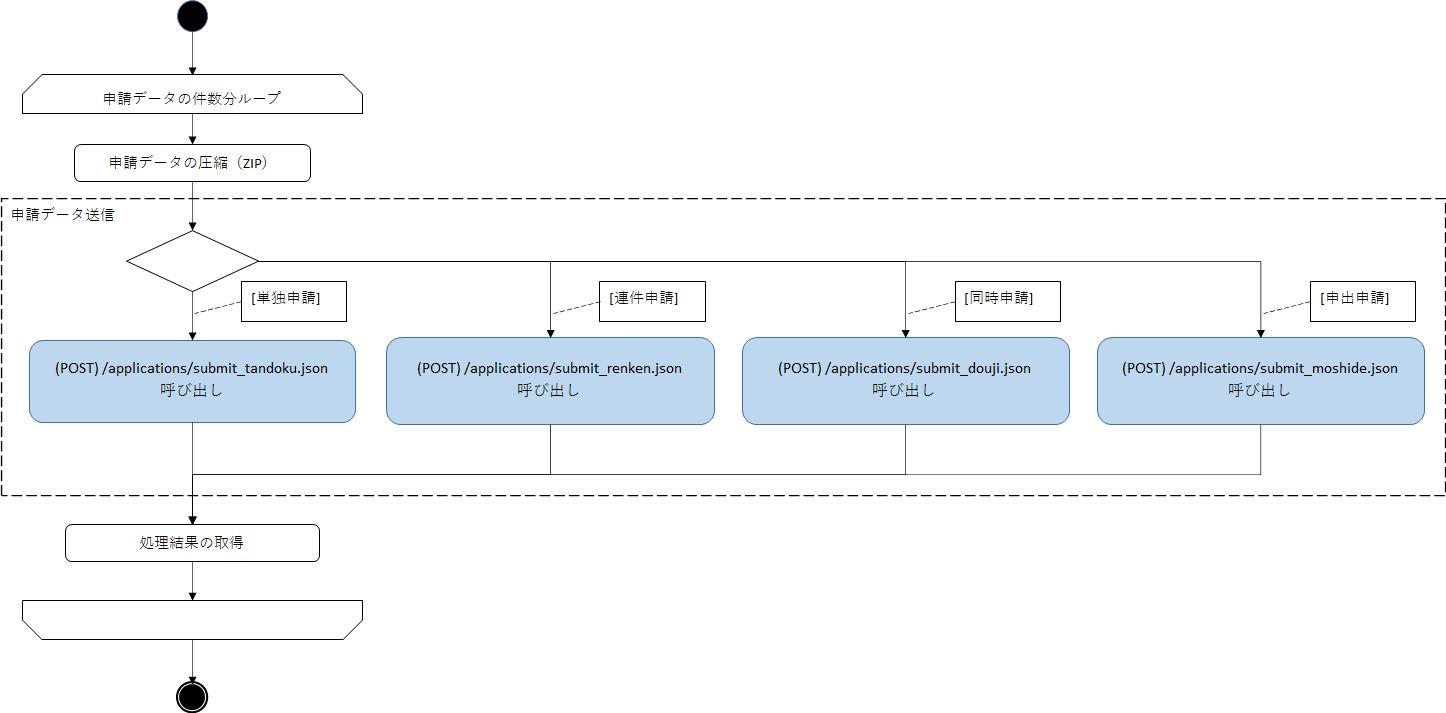 申請データの件数分ループ
申請データの圧縮（ZIP）
申請データ送信
[単独申請]
[連件申請]
[同時申請]
[申出申請]
(POST) /applications/submit_tandoku.json
呼び出し
(POST) /applications/submit_renken.json
呼び出し
(POST) /applications/submit_douji.json
呼び出し
(POST) /applications/submit_moshide.json
呼び出し
処理結果の取得